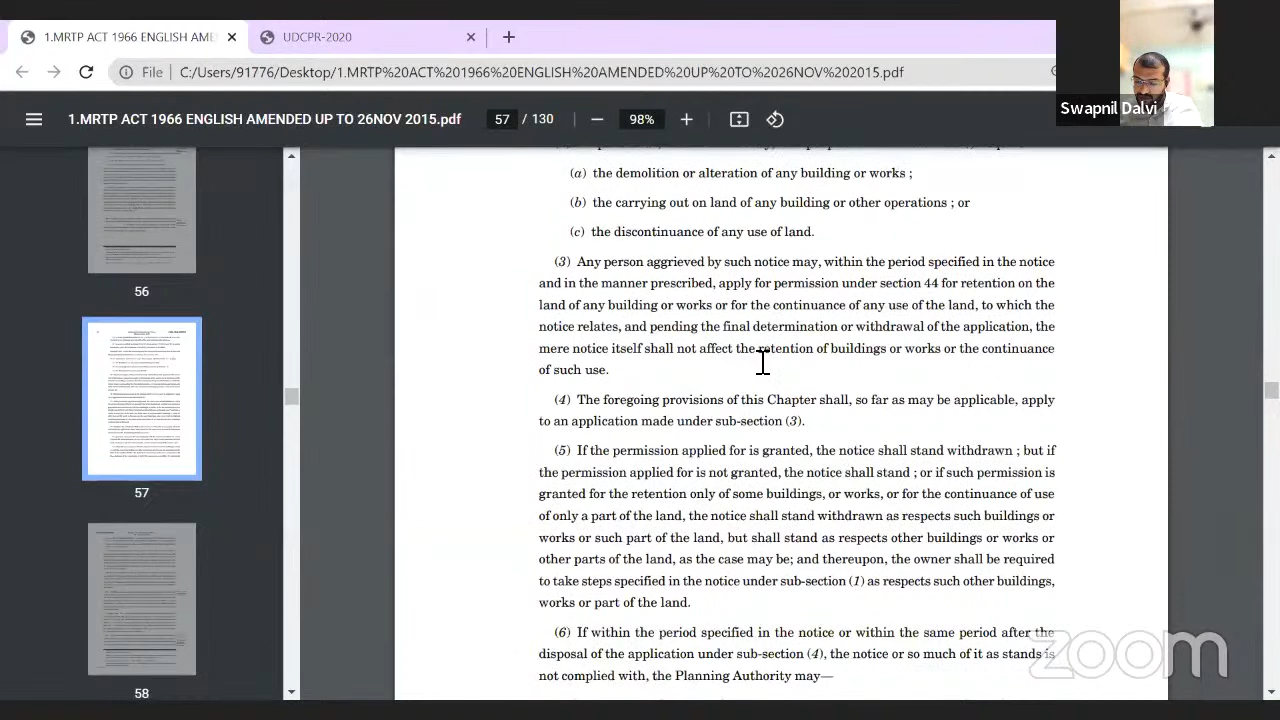 1.MRTP ACT 1966 ENGLISH AME
UDCPR-2020
File C:/Users/91776/Desktop/1.MRTP%20ACT%201966%20ENGLISH%20AMENDED%20UP%20TO%2026NOV%202015.pdf
Swapnil Dalvi
1.MRTP ACT 1966 ENGLISH AMENDED UP TO 26NOV 2015.pdf
57 / 130
98%
(a) the demolition or alteration of any building or works ;
(b) the carrying out on land of any building or other operations ; or
(c) the discontinuance of any use of land.
(3) Any person aggrieved by such notice may, within the period specified in the notice
and in the manner prescribed, apply for permission under section 44 for retention on the
land of any building or works or for the continuance of any use of the land, to which the
notice relates, and pending the final determination or withdrawal of the application, the
mere notice itself shall not affect the retention of buildings or works or the continuance
of such use.
(4) The foregoing provisions of this Chapter shall, so far as may be applicable, apply
to an application made under sub-section (3).
(5) If the permission applied for is granted, the notice shall stand withdrawn ; but if
the permission applied for is not granted, the notice shall stand ; or if such permission is
granted for the retention only of some buildings, or works, or for the continuance of use
of only a part of the land, the notice shall stand withdrawn as respects such buildings or
works or such part of the land, but shall stand as respects other buildings or works or
other parts of the land, as the case may be; and thereupon, the owner shall be required
to take steps specified in the notice under sub-section (1) as respects such other buildings,
works or part of the land.
(6) If within the period specified in the notice or within the same period after the
disposal of the application under sub-section (4), thenotice or so much of it as stands is
not complied with, the Planning Authority may—
56
57
58
zoom